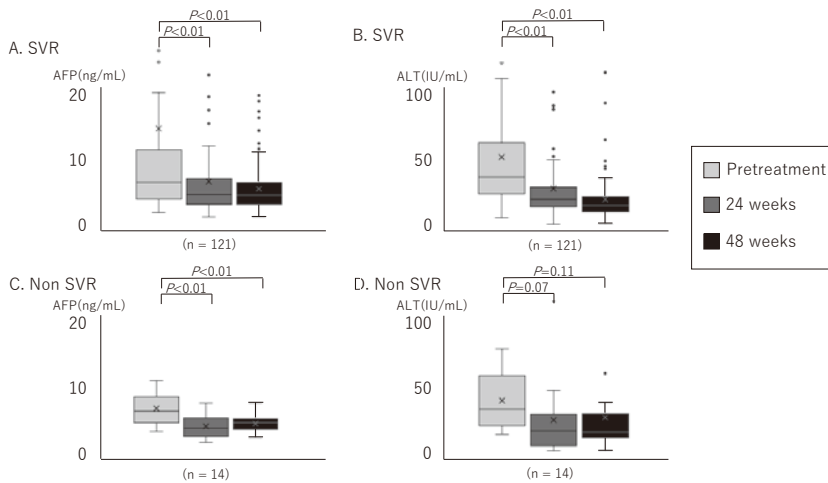 A. SVR
P<0.01
P<0.01
AFP(ng/mL)
20
10
0
(n = 121)
B. SVR
P<0.01
P<0.01
ALT(IU/mL)
100
50
0
(n = 121)
Pretreatment
24 weeks
48 weeks
C. Non SVR
P<0.01
P<0.01
AFP(ng/mL)
20
10
0
(n = 14)
D. Non SVR
P=0.11
P=0.07
ALT(IU/mL)
100
50
0
(n = 14)